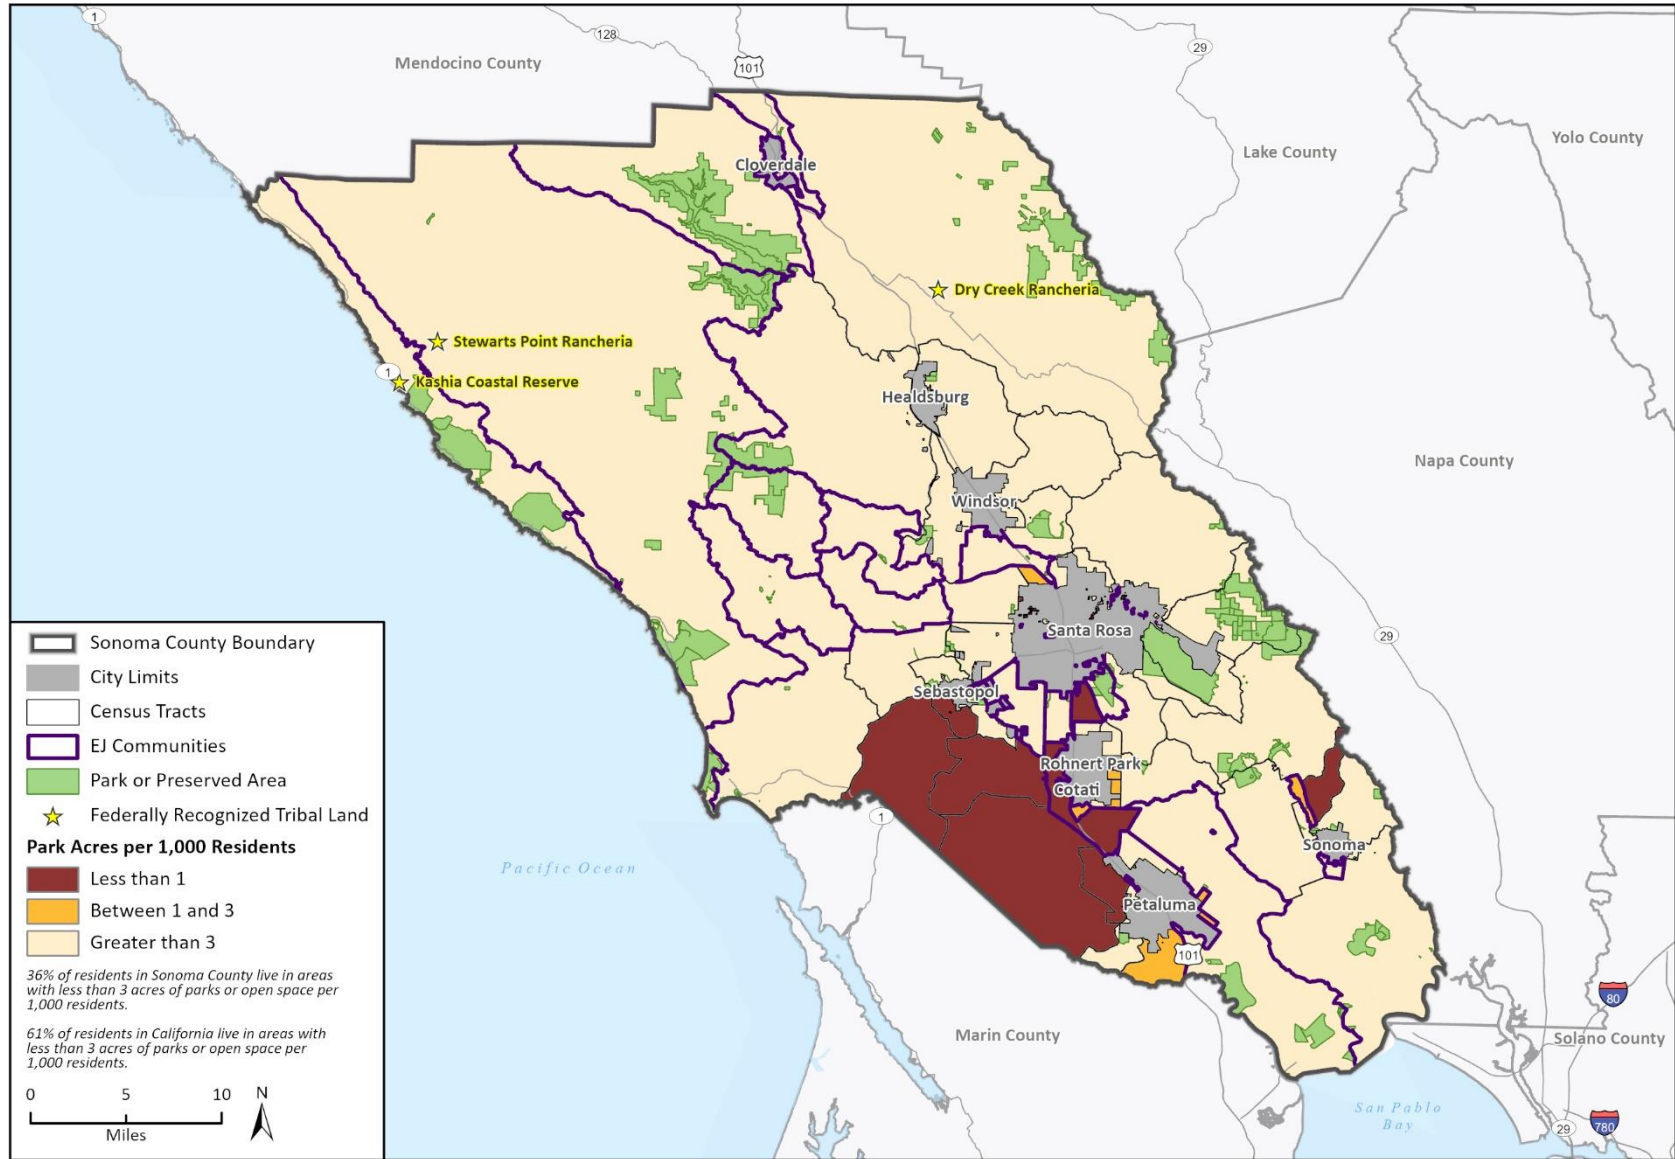 1
128
Mendocino County
101
29
Yolo County
Lake County
Cloverdale
Dry Creek Rancheria
Stewarts Point Rancheria
1
Kashia Coastal Reserve
Healdsburg
Napa County
Windsor
Santa Rosa
29
Sebastopol
Rohnert Park
Cotati
1
Sonoma
Pacific Ocean
Petaluma
101
80
Marin County
Solano County
San Pablo
Bay
29
780
Sonoma County Boundary
City Limits
Census Tracts
EJ Communities
Park or Preserved Area
Federally Recognized Tribal Land
Park Acres per 1,000 Residents
Less than 1
Between 1 and 3
Greater than 3
36% of residents in Sonoma County live in areas
with less than 3 acres of parks or open space per
1,000 residents.
61% of residents in California live in areas with
less than 3 acres of parks or open space per
1,000 residents.
0 5 10
Miles
N